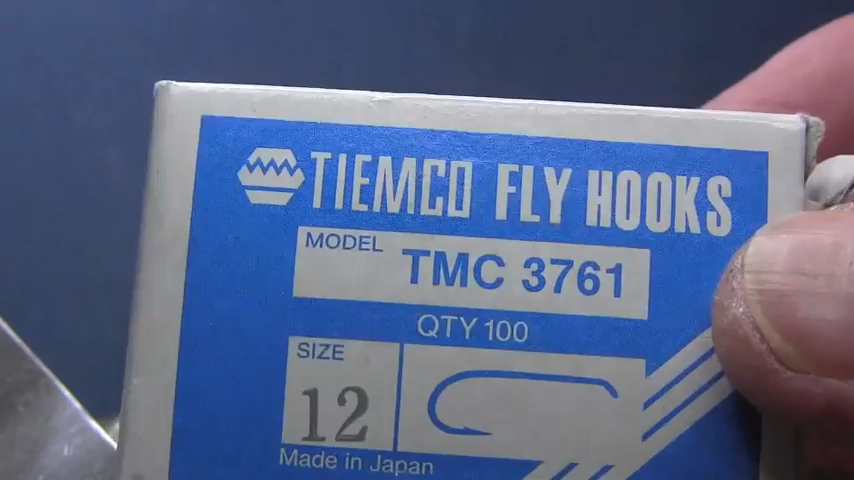 TIEMCO FLY HOOKS
MODEL TMC 3761
QTY 100
SIZE
12
Made in Japan